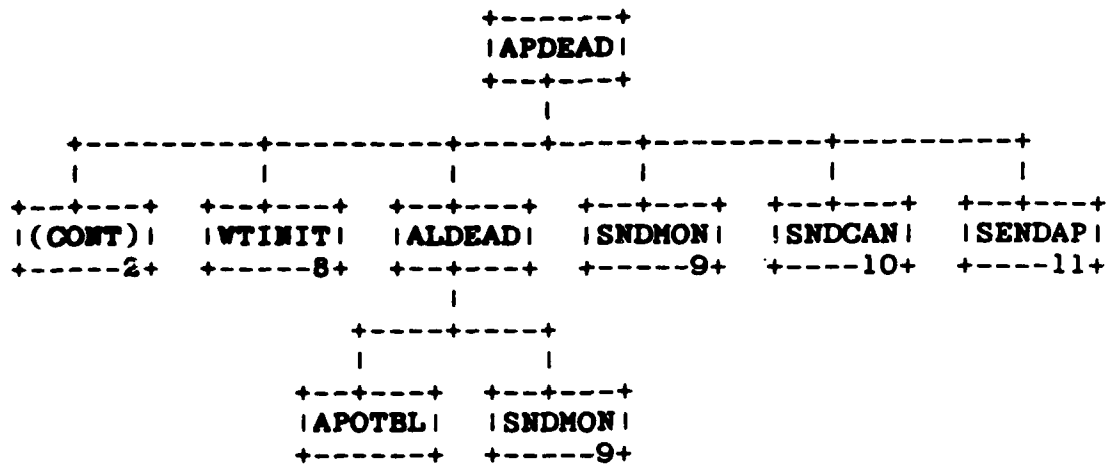 +------+
|APDEAD|
+--+---+
|
+---------+---------+----+----+---------+---------+
| | | | | |
+--+---+ +--+---+ +--+---+ +--+---+ +--+---+ +--+---+
|(CONT)| |WTINIT| |ALDEAD| |SNDMON| |SNDCAN| |SENDAP|
+-----2+ +-----8+ +--+---+ +-----9+ +----10+ +----11+
|
+----+----+
| |
+--+---+ +--+---+
|APOTBL| |SNDMON|
+------+ +-----9+